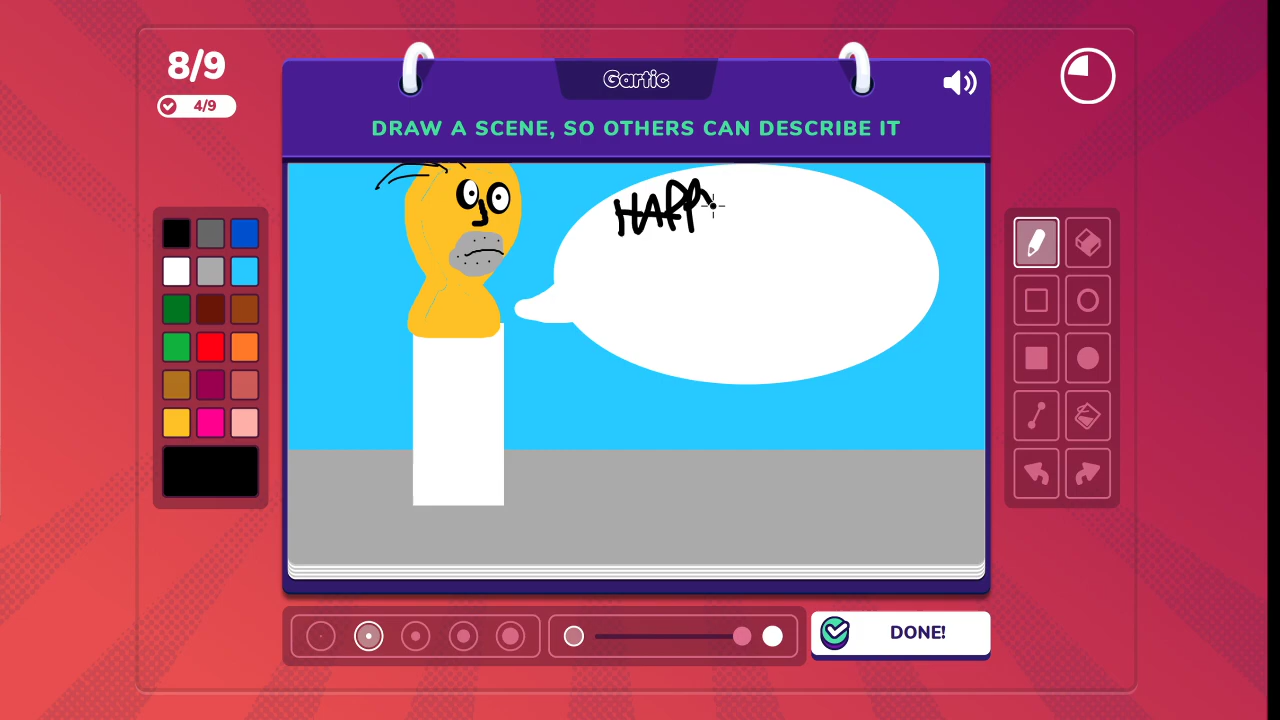 8/9
4/9
Gartic
DRAW A SCENE, SO OTHERS CAN DESCRIBE IT
HAPP
DONE!